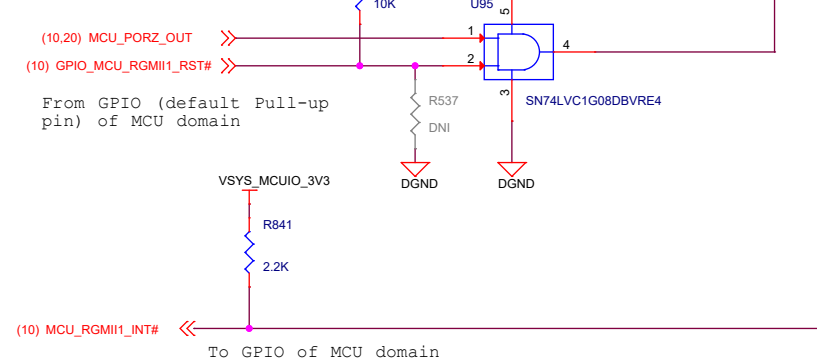 10K
U95
5
(10,20) MCU_PORZ_OUT
1
4
(10) GPIO_MCU_RGMII1_RST#
2
3
From GPIO (default Pull-up
pin) of MCU domain
R537
DNI
SN74LVC1G08DBVRE4
DGND
DGND
VSYS_MCUIO_3V3
R841
2.2K
(10) MCU_RGMII1_INT#
To GPIO of MCU domain